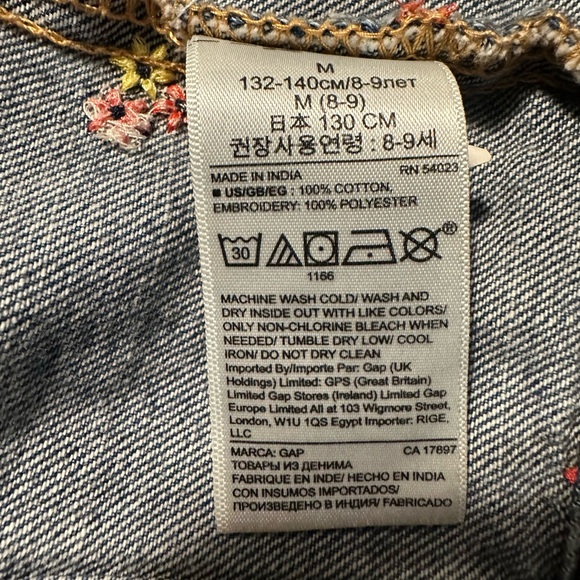 M
132-140см/8-9лет
M (8-9)
日本 130 CM
권장사용연령 : 8-9세
MADE IN INDIA RN 54023
■ US/GB/EG : 100% COTTON,
EMBROIDERY: 100% POLYESTER
30 ®
1166
MACHINE WASH COLD/ WASH AND
DRY INSIDE OUT WITH LIKE COLORS/
ONLY NON-CHLORINE BLEACH WHEN
NEEDED/ TUMBLE DRY LOW/ COOL
IRON/ DO NOT DRY CLEAN
Imported By/Importe Par: Gap (UK
Holdings) Limited: GPS (Great Britain)
Limited Gap Stores (Ireland) Limited Gap
Europe Limited All at 103 Wigmore Street,
London, W1U 1QS Egypt Importer: RIGE,
LLC
MARCA: GAP CA 17897
ТОВАРЫ ИЗ ДЕНИМА
FABRIQUE EN INDE/ HECHO EN INDIA
CON INSUMOS IMPORTADOS/
ПРОИЗВЕДЕНО В ИНДИИ/ FABRICADO